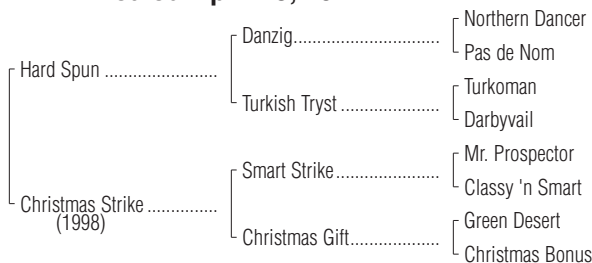 Northern Dancer
Danzig
Pas de Nom
Hard Spun
Turkoman
Turkish Tryst
Darbyvail
Mr. Prospector
Smart Strike
Classy 'n Smart
Christmas Strike
(1998)
Green Desert
Christmas Gift
Christmas Bonus